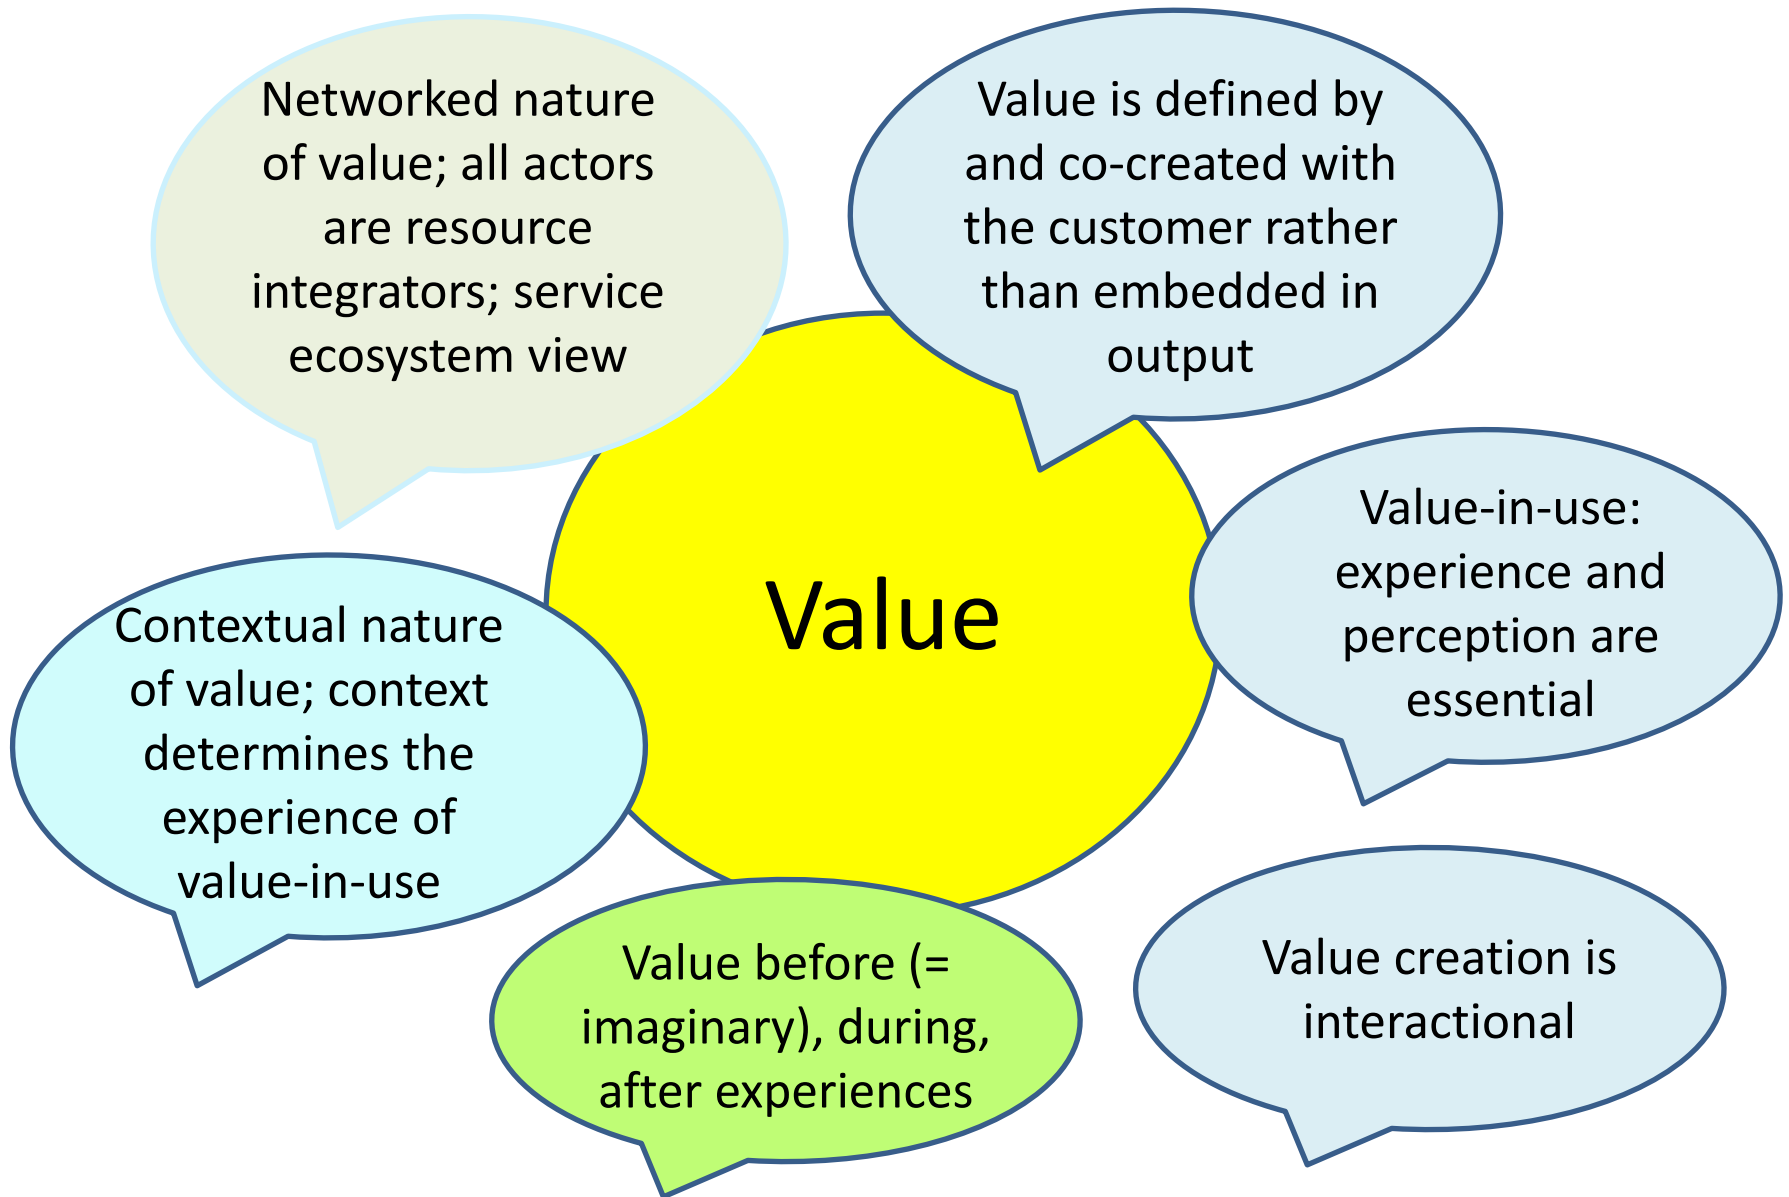 Networked nature
of value; all actors
are resource
integrators; service
ecosystem view
Value is defined by
and co-created with
the customer rather
than embedded in
output
Value-in-use:
experience and
perception are
essential
Value
Contextual nature
of value; context
determines the
experience of
value-in-use
Value before (=
imaginary), during,
after experiences
Value creation is
interactional